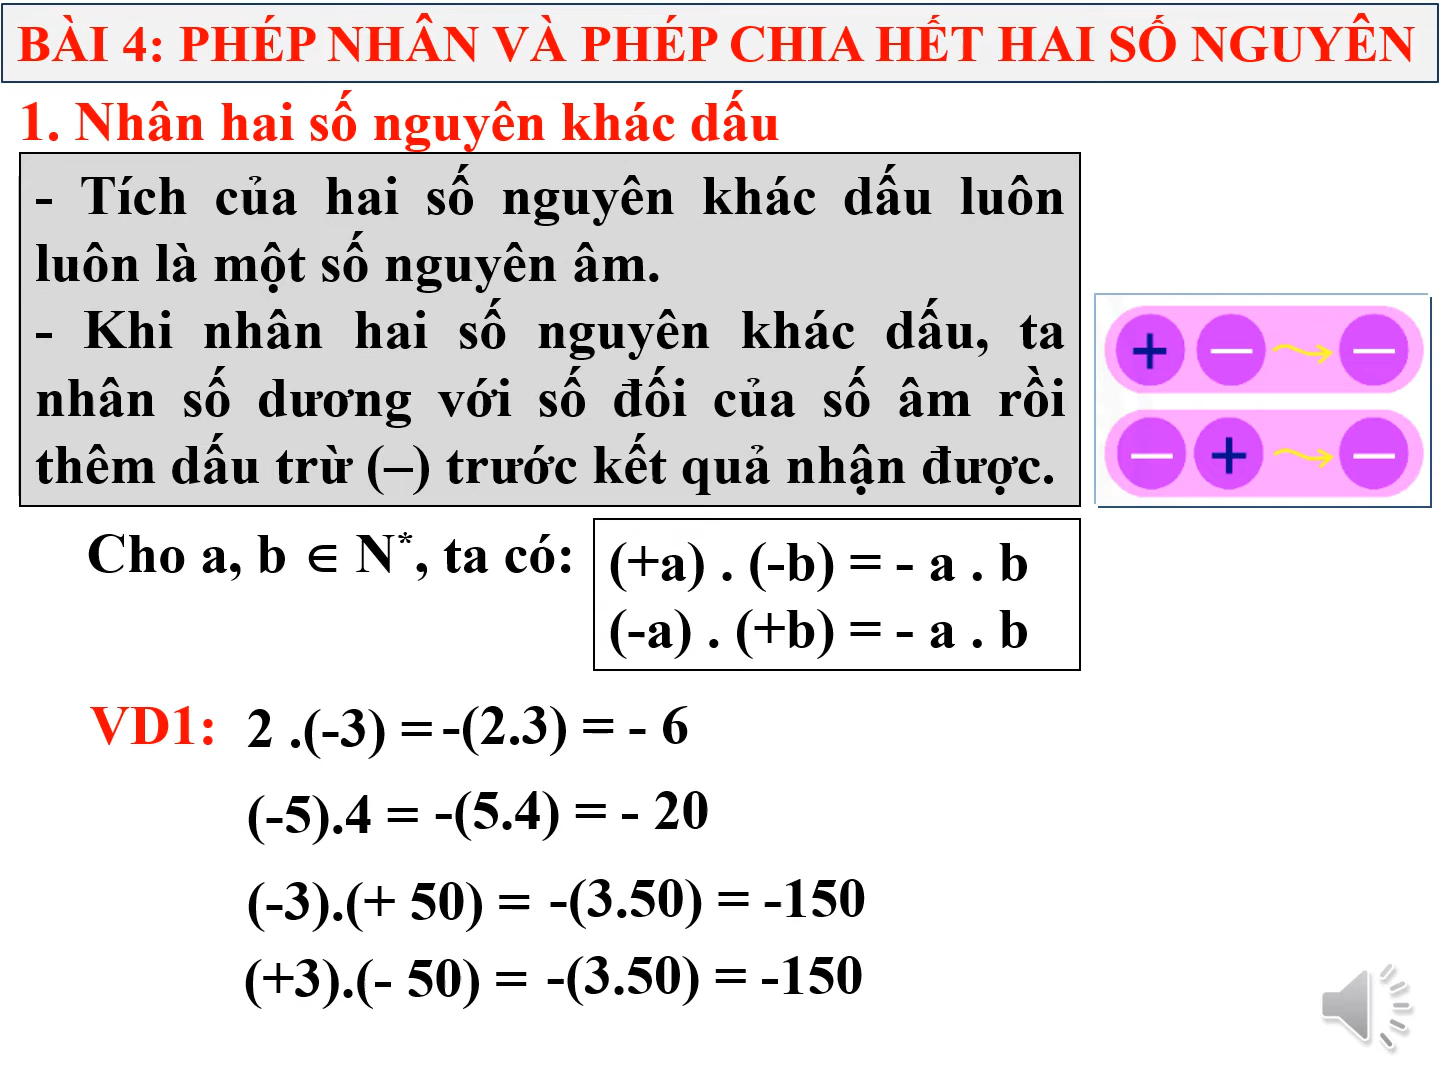 BÀI 4: PHÉP NHÂN VÀ PHÉP CHIA HẾT HAI SỐ NGUYÊN
1. Nhân hai số nguyên khác dấu
- Tích của hai số nguyên khác dấu luôn
luôn là một số nguyên âm.
- Khi nhân hai số nguyên khác dấu, ta
nhân số dương với số đối của số âm rồi
thêm dấu trừ (–) trước kết quả nhận được.
+ — —
— + —
Cho a, b ∈ N*, ta có:
(+a) . (-b) = - a . b
(-a) . (+b) = - a . b
VD1: 2 .(-3) = -(2.3) = - 6
(-5).4 = -(5.4) = - 20
(-3).(+ 50) = -(3.50) = -150
(+3).(- 50) = -(3.50) = -150